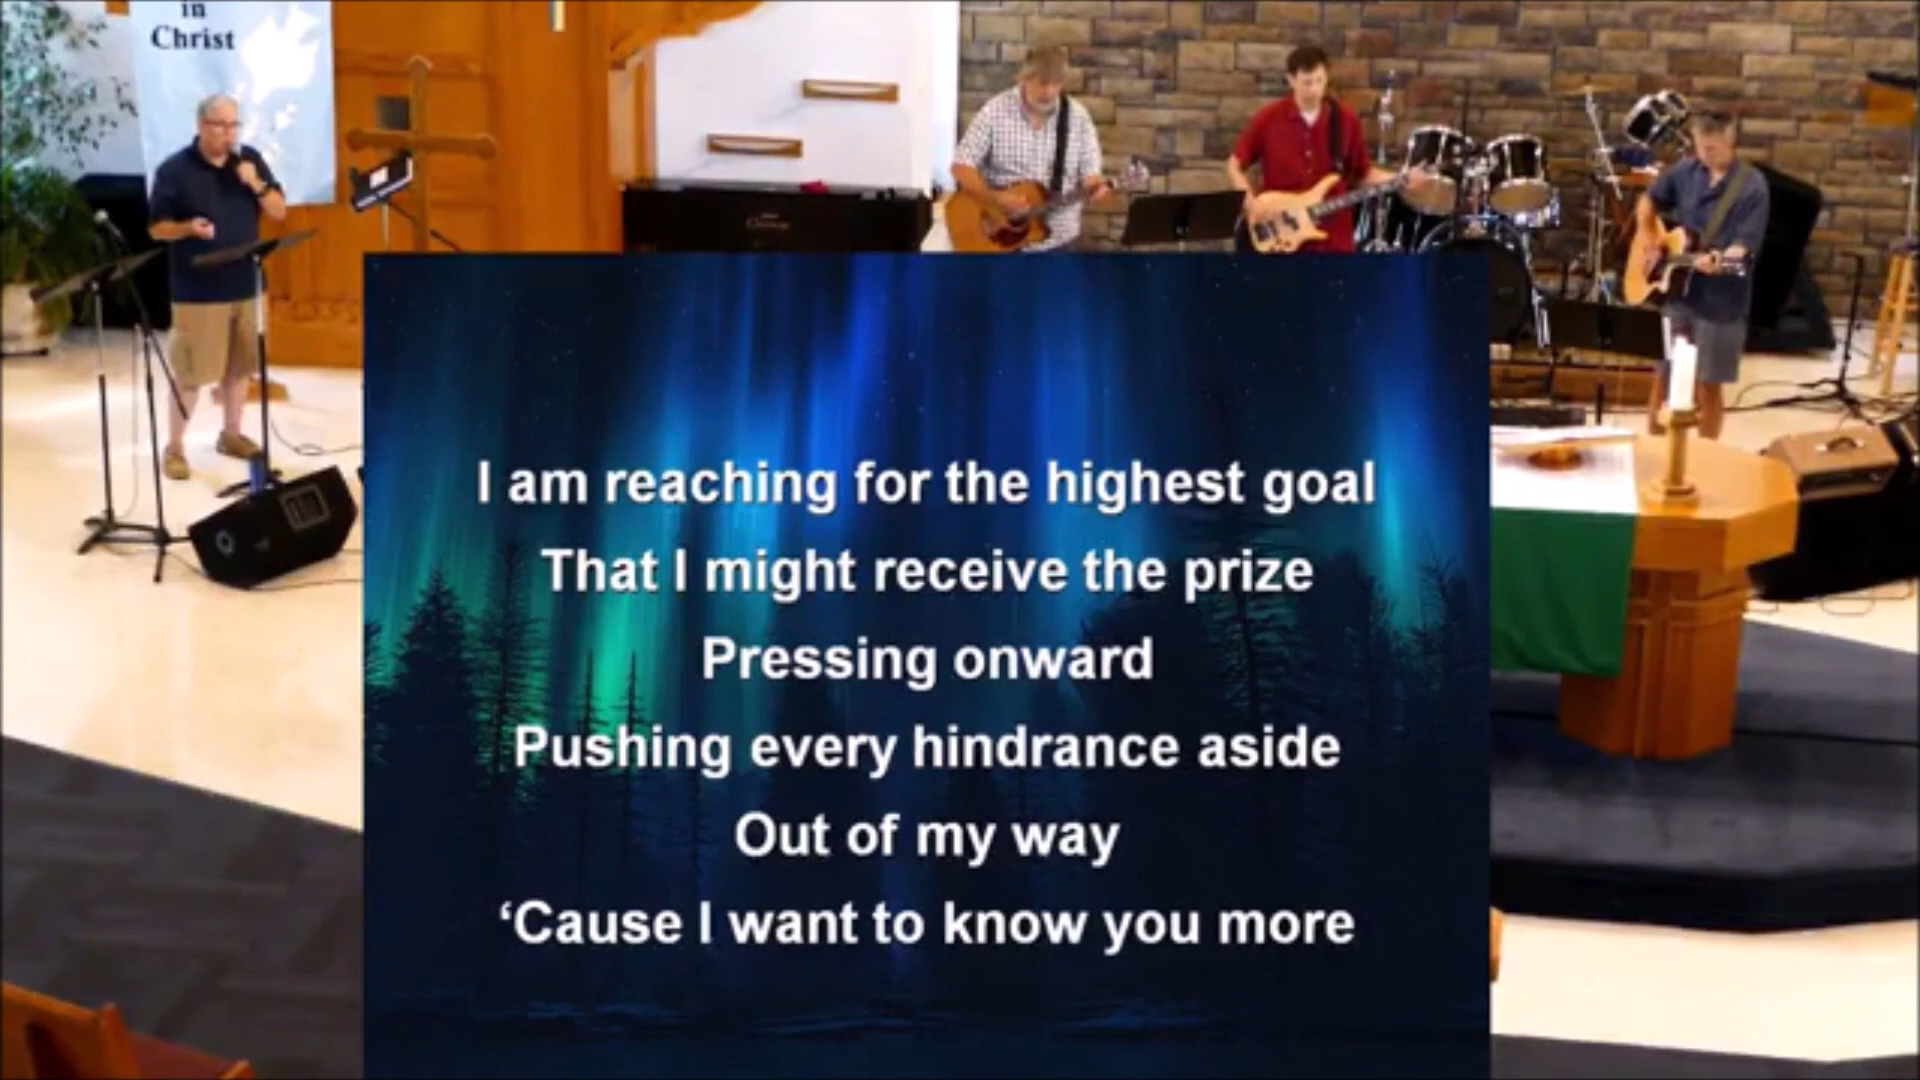 in
Christ
I am reaching for the highest goal
That I might receive the prize
Pressing onward
Pushing every hindrance aside
Out of my way
‘Cause I want to know you more